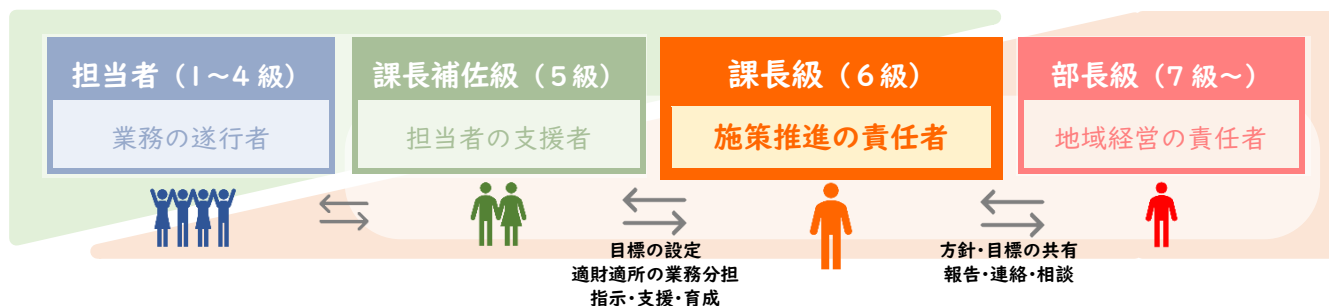 担当者（1～4級）
業務の遂行者
課長補佐級（5級）
担当者の支援者
課長級（6級）
施策推進の責任者
部長級（7級～）
地域経営の責任者
目標の設定
適財適所の業務分担
指示・支援・育成
方針・目標の共有
報告・連絡・相談